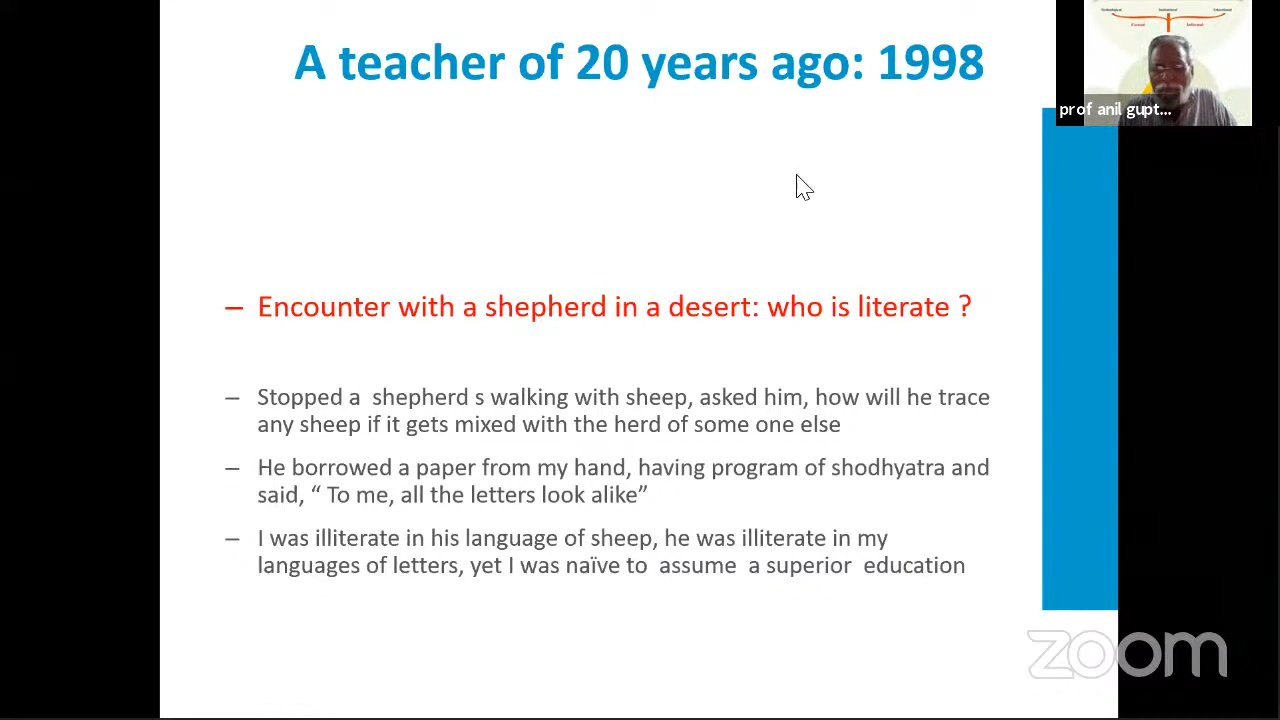 A teacher of 20 years ago: 1998
prof anil gupt...
– Encounter with a shepherd in a desert: who is literate ?
– Stopped a  shepherd s walking with sheep, asked him, how will he trace
any sheep if it gets mixed with the herd of some one else
– He borrowed a paper from my hand, having program of shodhyatra and
said, “ To me, all the letters look alike”
– I was illiterate in his language of sheep, he was illiterate in my
languages of letters, yet I was naïve to  assume  a superior  education
zoom